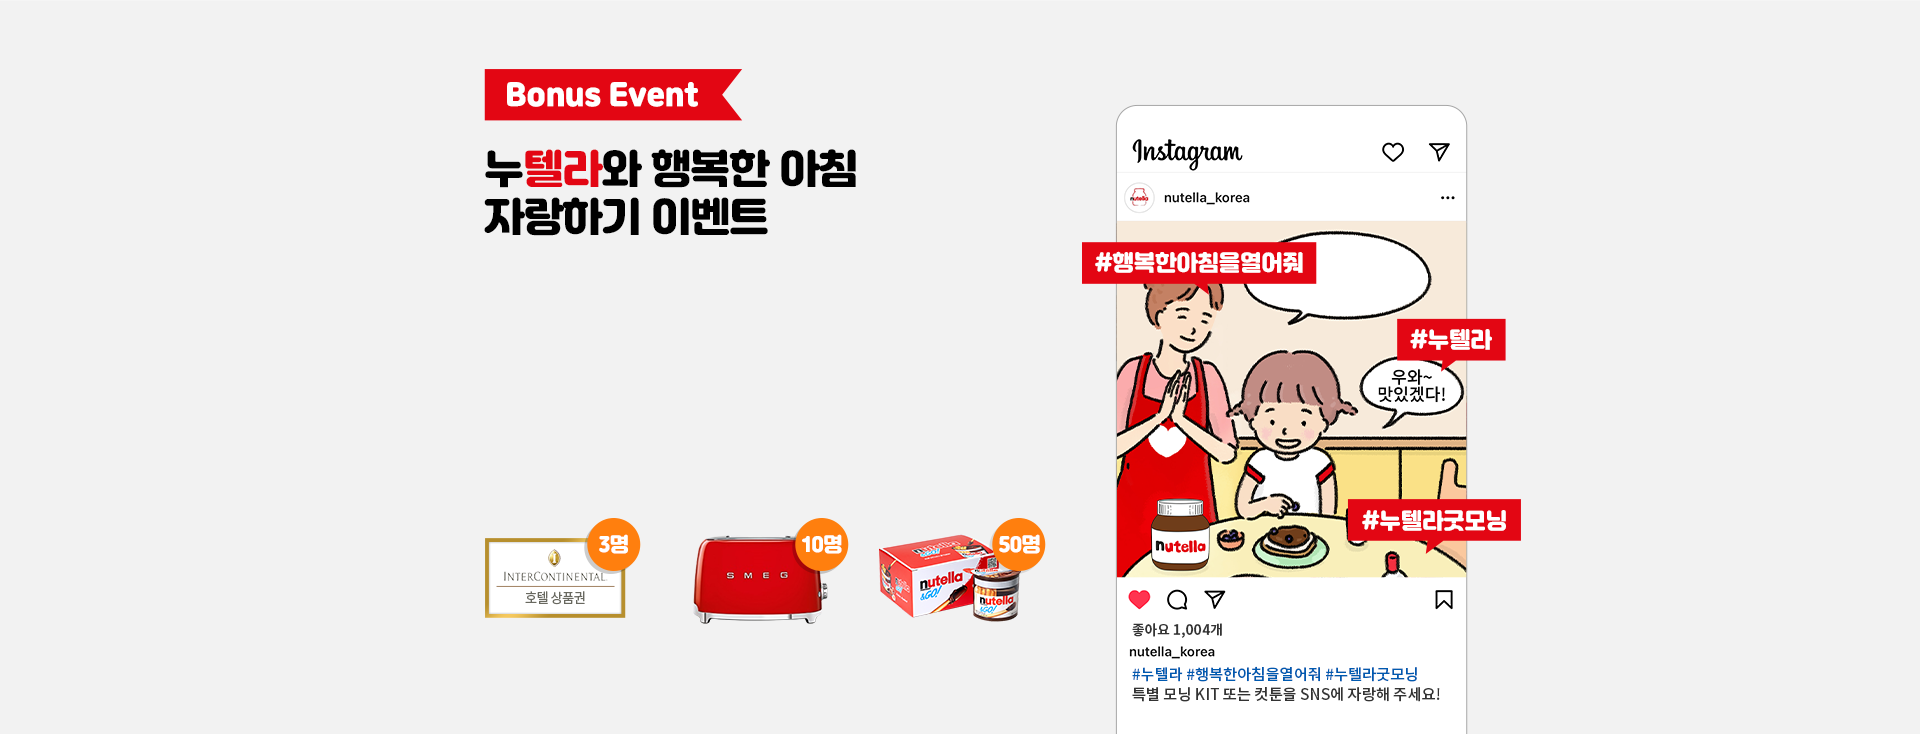 Bonus Event
누텔라와 행복한 아침
자랑하기 이벤트
3명
INTERCONTINENTAL
호텔 상품권
10명
SMEG
50명
nutella
&GO!
nutella
&GO!
Instagram
nutella
nutella_korea
#행복한아침을열어줘
#누텔라
우와~
맛있겠다!
#누텔라굿모닝
nutella
좋아요 1,004개
nutella_korea
#누텔라 #행복한아침을열어줘 #누텔라굿모닝
특별 모닝 KIT 또는 컷툰을 SNS에 자랑해 주세요!